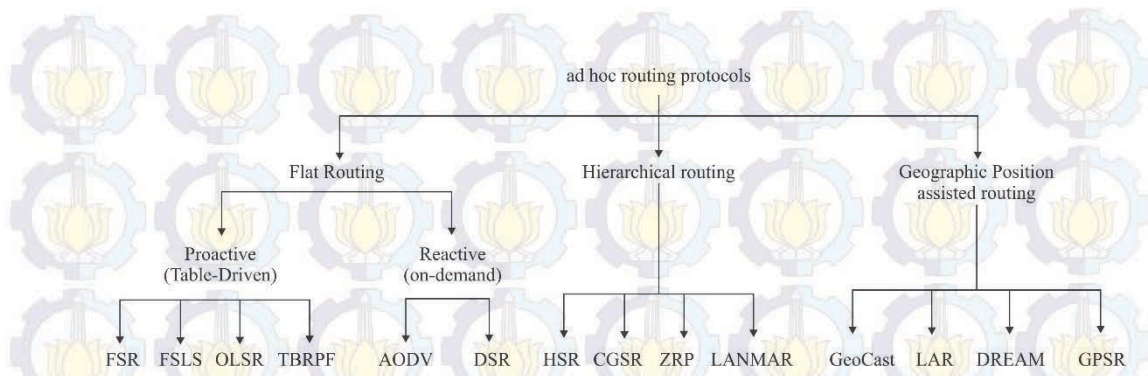 ad hoc routing protocols
Flat Routing
Hierarchical routing
Geographic Position
assisted routing
Proactive
(Table-Driven)
Reactive
(on-demand)
FSR
FSLS
OLSR
TBRPF
AODV
DSR
HSR
CGSR
ZRP
LANMAR
GeoCast
LAR
DREAM
GPSR